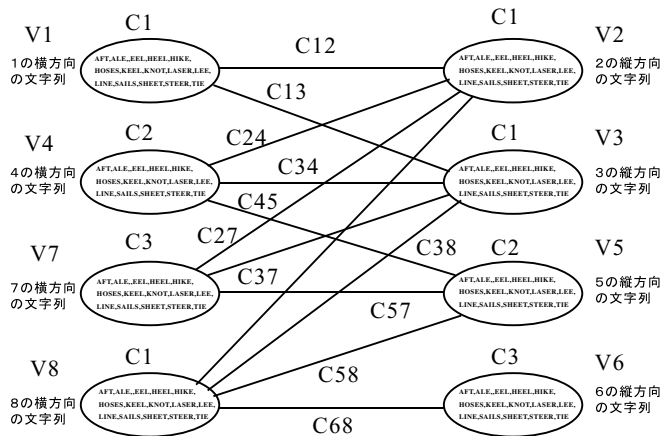 C1
V1
AFT,ALE,,EEL,HEEL,HIKE,
HOSES,KEEL,KNOT,LASER,LEE,
LINE,SAILS,SHEET,STEER,TIE
1の横方向
の文字列
C12
C1
V2
AFT,ALE,,EEL,HEEL,HIKE,
HOSES,KEEL,KNOT,LASER,LEE,
LINE,SAILS,SHEET,STEER,TIE
2の縦方向
の文字列
C13
C2
V4
AFT,ALE,,EEL,HEEL,HIKE,
HOSES,KEEL,KNOT,LASER,LEE,
LINE,SAILS,SHEET,STEER,TIE
4の横方向
の文字列
C24
C34
C45
C1
V3
AFT,ALE,,EEL,HEEL,HIKE,
HOSES,KEEL,KNOT,LASER,LEE,
LINE,SAILS,SHEET,STEER,TIE
3の縦方向
の文字列
C3
V7
AFT,ALE,,EEL,HEEL,HIKE,
HOSES,KEEL,KNOT,LASER,LEE,
LINE,SAILS,SHEET,STEER,TIE
7の横方向
の文字列
C27
C38
C37
C57
C2
V5
AFT,ALE,,EEL,HEEL,HIKE,
HOSES,KEEL,KNOT,LASER,LEE,
LINE,SAILS,SHEET,STEER,TIE
5の縦方向
の文字列
C1
V8
AFT,ALE,,EEL,HEEL,HIKE,
HOSES,KEEL,KNOT,LASER,LEE,
LINE,SAILS,SHEET,STEER,TIE
8の横方向
の文字列
C58
C68
C3
V6
AFT,ALE,,EEL,HEEL,HIKE,
HOSES,KEEL,KNOT,LASER,LEE,
LINE,SAILS,SHEET,STEER,TIE
6の縦方向
の文字列